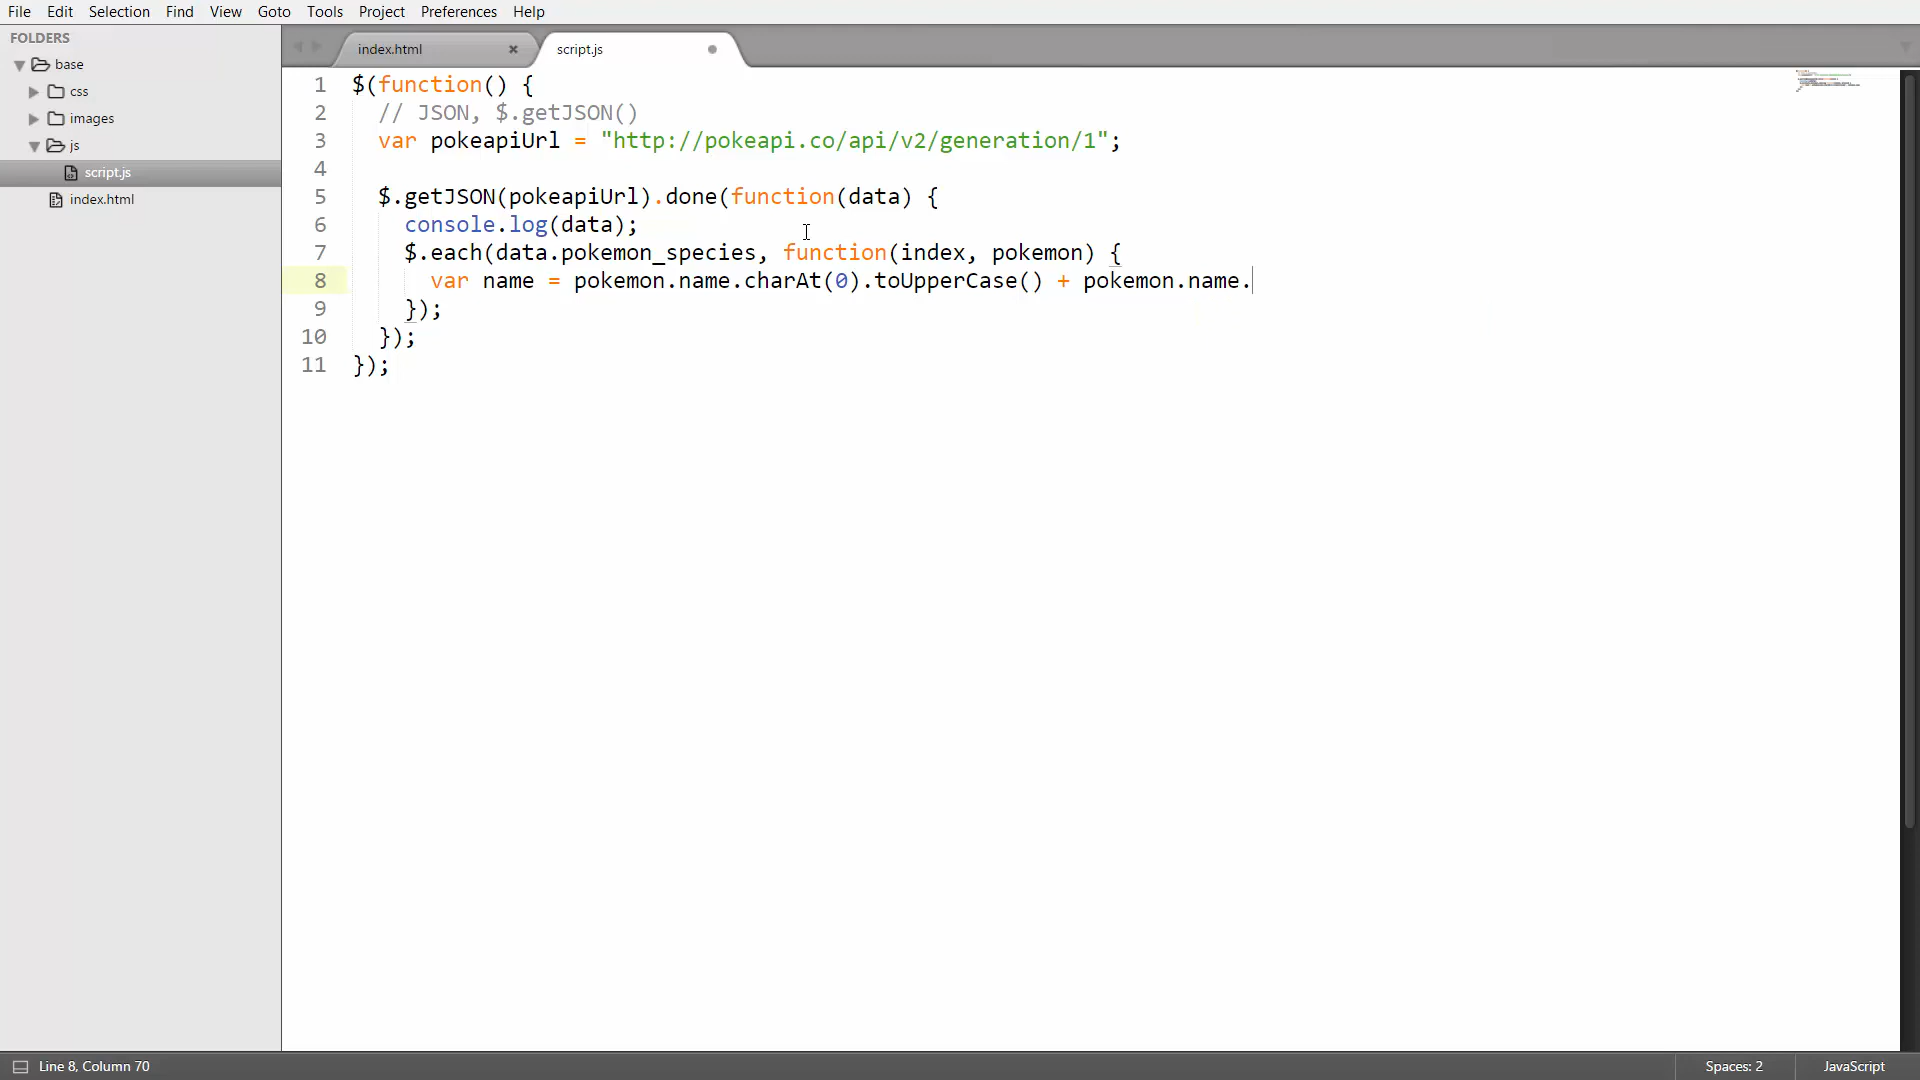 File Edit Selection Find View Goto Tools Project Preferences Help
FOLDERS
base
css
images
js
script.js
index.html
index.html
script.js
1 $(function() {
2 // JSON, $.getJSON()
3 var pokeapiUrl = "http://pokeapi.co/api/v2/generation/1";
4
5 $.getJSON(pokeapiUrl).done(function(data) {
6 console.log(data);
7 $.each(data.pokemon_species, function(index, pokemon) {
8 var name = pokemon.name.charAt(0).toUpperCase() + pokemon.name.
9 });
10 });
11 });
Line 8, Column 70
Spaces: 2
JavaScript